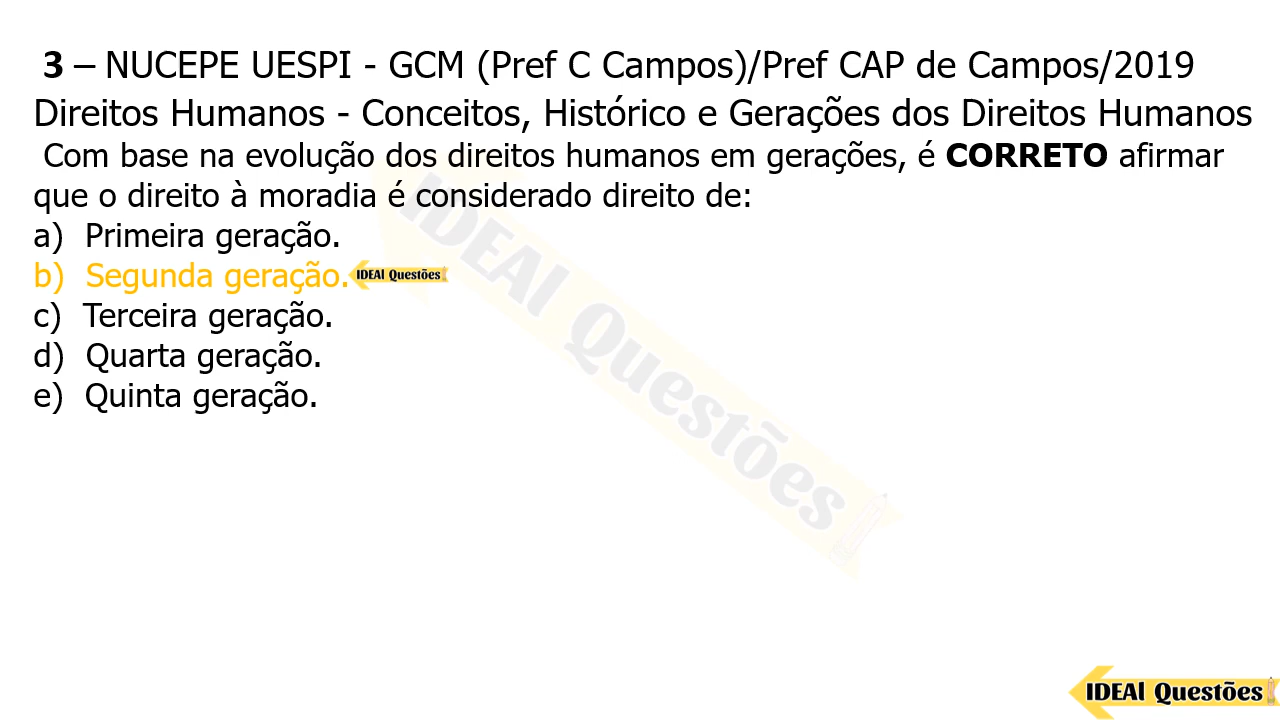 3 – NUCEPE UESPI - GCM (Pref C Campos)/Pref CAP de Campos/2019
Direitos Humanos - Conceitos, Histórico e Gerações dos Direitos Humanos
Com base na evolução dos direitos humanos em gerações, é CORRETO afirmar
que o direito à moradia é considerado direito de:
a) Primeira geração.
b) Segunda geração. IDEAl Questões
c) Terceira geração.
d) Quarta geração.
e) Quinta geração.
IDEAl Questões
IDEAl Questões